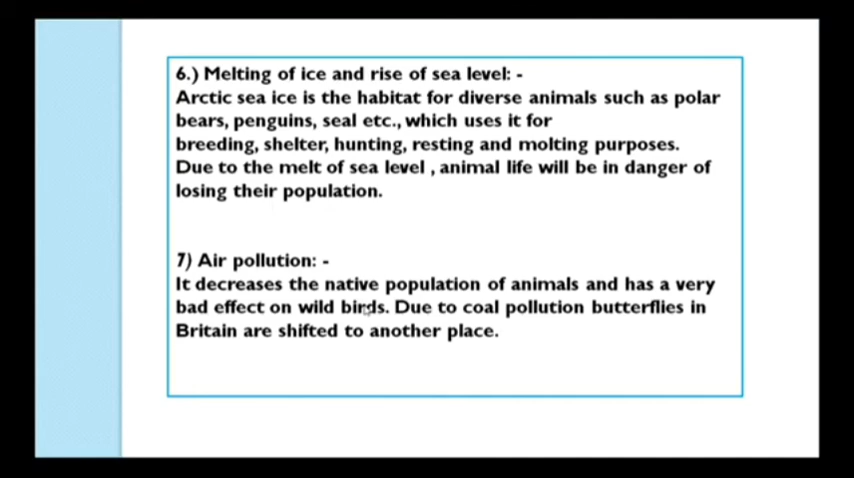 6.) Melting of ice and rise of sea level: -
Arctic sea ice is the habitat for diverse animals such as polar
bears, penguins, seal etc., which uses it for
breeding, shelter, hunting, resting and molting purposes.
Due to the melt of sea level , animal life will be in danger of
losing their population.
7) Air pollution: -
It decreases the native population of animals and has a very
bad effect on wild birds. Due to coal pollution butterflies in
Britain are shifted to another place.